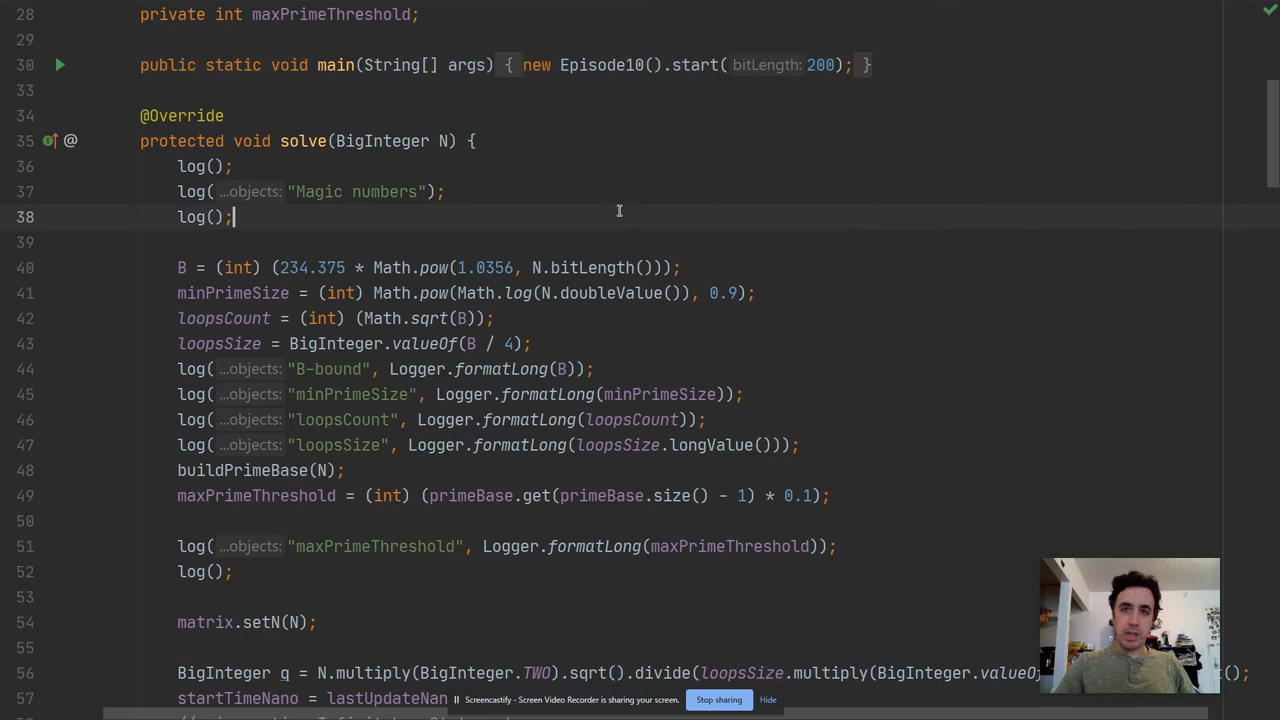 28 private int maxPrimeThreshold;
29
30 public static void main(String[] args) { new Episode10().start( bitLength: 200); }
33
34 @Override
35 @ protected void solve(BigInteger N) {
36 log();
37 log( ...objects: "Magic numbers");
38 log();
39
40 B = (int) (234.375 * Math.pow(1.0356, N.bitLength()));
41 minPrimeSize = (int) Math.pow(Math.log(N.doubleValue()), 0.9);
42 loopsCount = (int) (Math.sqrt(B));
43 loopsSize = BigInteger.valueOf(B / 4);
44 log( ...objects: "B-bound", Logger.formatLong(B));
45 log( ...objects: "minPrimeSize", Logger.formatLong(minPrimeSize));
46 log( ...objects: "loopsCount", Logger.formatLong(loopsCount));
47 log( ...objects: "loopsSize", Logger.formatLong(loopsSize.longValue()));
48 buildPrimeBase(N);
49 maxPrimeThreshold = (int) (primeBase.get(primeBase.size() - 1) * 0.1);
50
51 log( ...objects: "maxPrimeThreshold", Logger.formatLong(maxPrimeThreshold));
52 log();
53
54 matrix.setN(N);
55
56 BigInteger g = N.multiply(BigInteger.TWO).sqrt().divide(loopsSize.multiply(BigInteger.value
57 startTimeNano = lastUpdateNan
Screencastify - Screen Video Recorder is sharing your screen. Stop sharing Hide